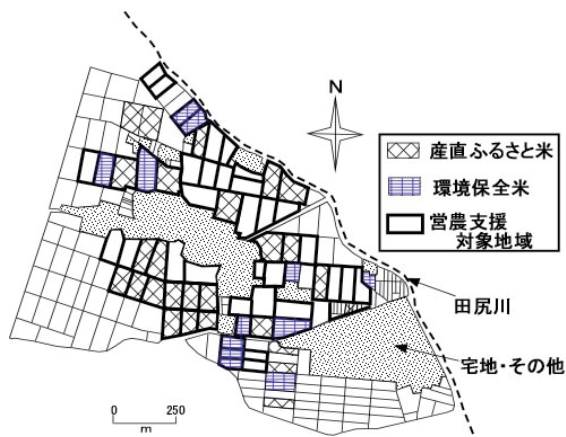 N
産直ふるさと米
環境保全米
営農支援
対象地域
田尻川
宅地・その他
0 250
m